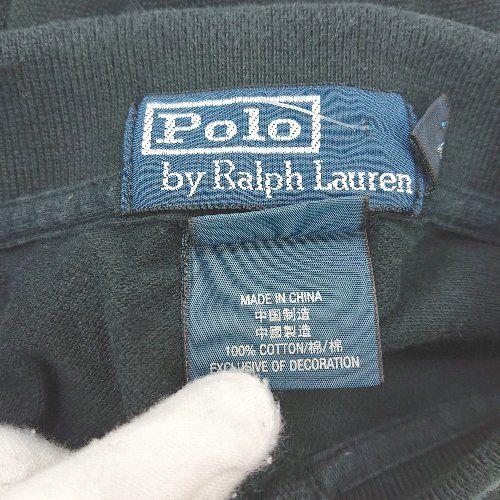 Polo
by Ralph Lauren
MADE IN CHINA
中国制造
中國製造
100% COTTON/棉/棉
EXCLUSIVE OF DECORATION